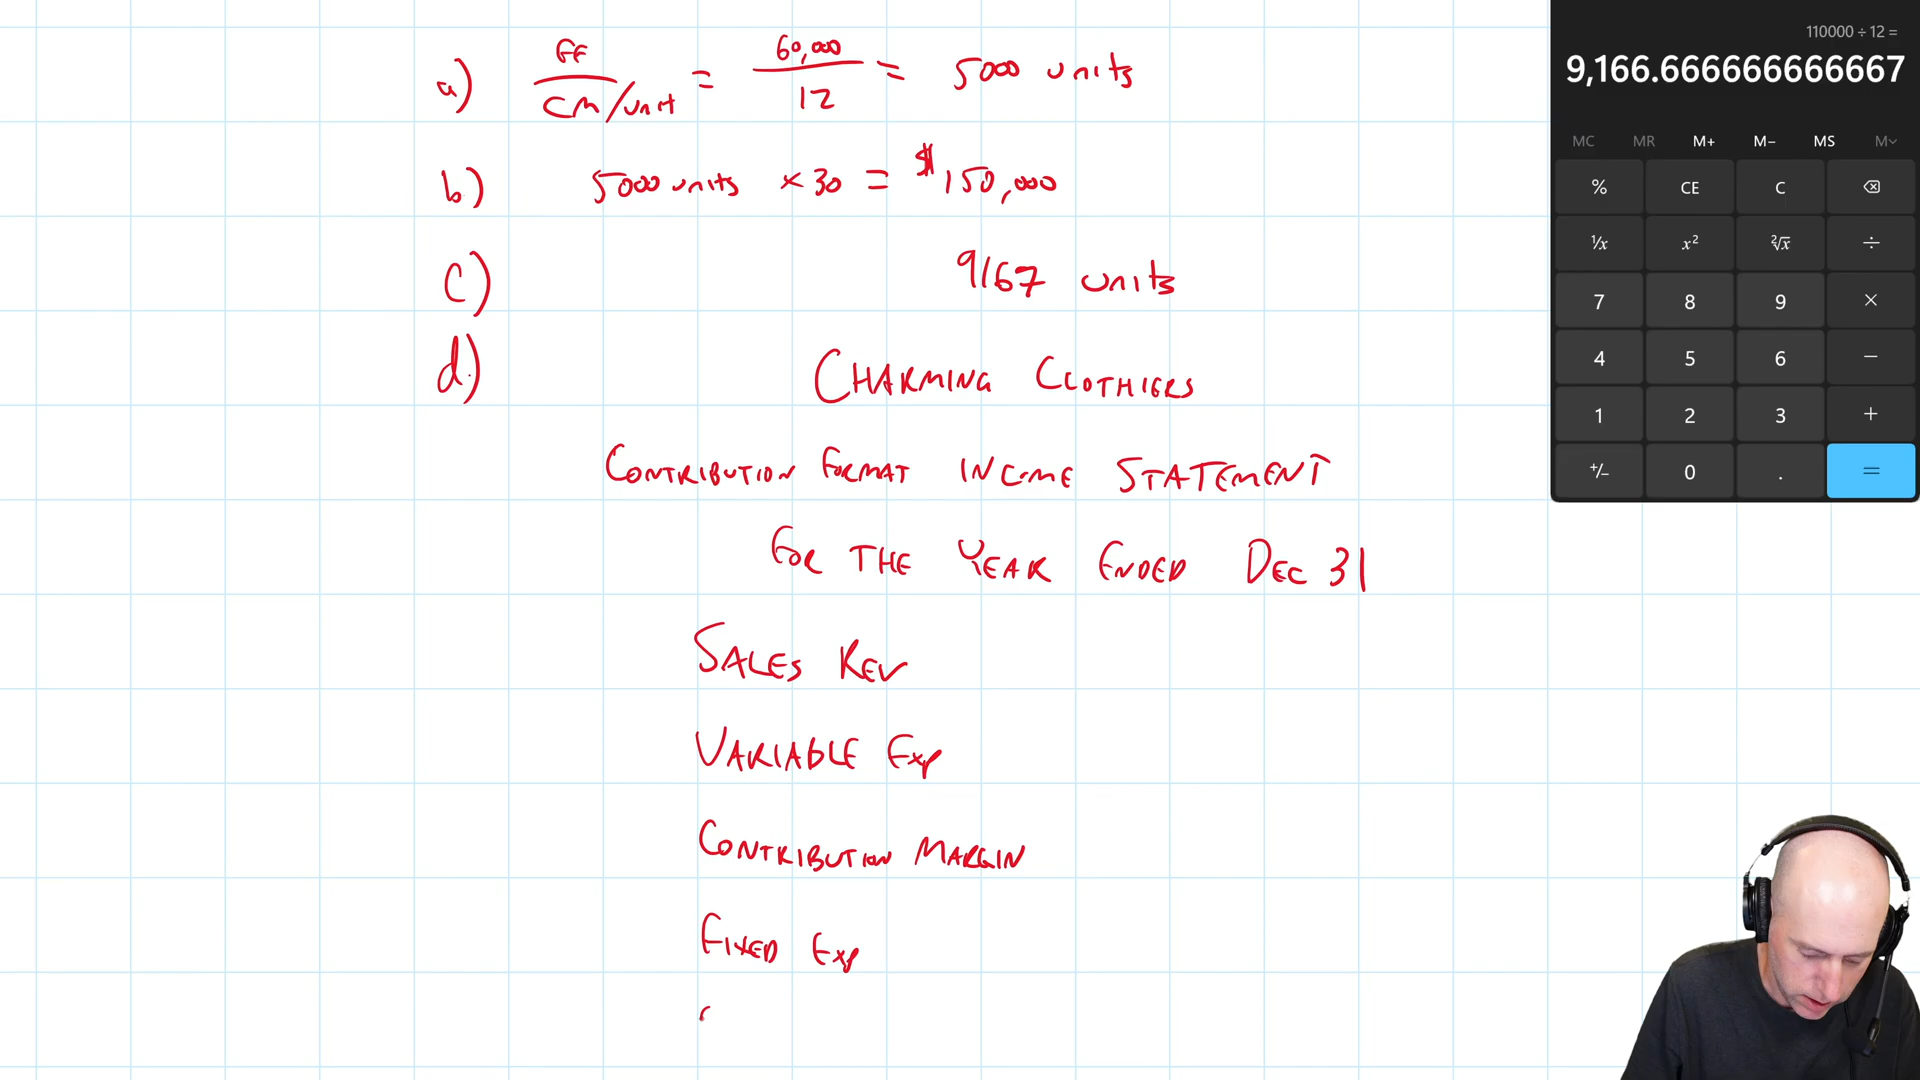 a) FE / CM/unit = 60,000 / 12 = 5000 units
b) 5000 units × 30 = $150,000
c) 9167 units
d) CHARMING CLOTHIERS
CONTRIBUTION FORMAT INCOME STATEMENT
FOR THE YEAR ENDED DEC 31
SALES REV
VARIABLE EXP
CONTRIBUTION MARGIN
FIXED EXP
110000 ÷ 12 =
9,166.666666666667
MC MR M+ M− MS M˅
% CE C ⌫
¹/x x² ²√x ÷
7 8 9 ×
4 5 6 −
1 2 3 +
+/− 0 . =